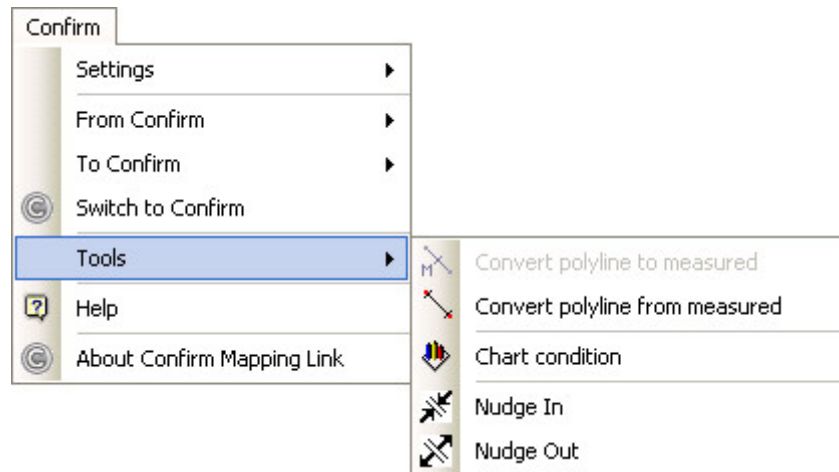 Confirm
Settings
From Confirm
To Confirm
Switch to Confirm
Tools
Help
About Confirm Mapping Link
Convert polyline to measured
Convert polyline from measured
Chart condition
Nudge In
Nudge Out